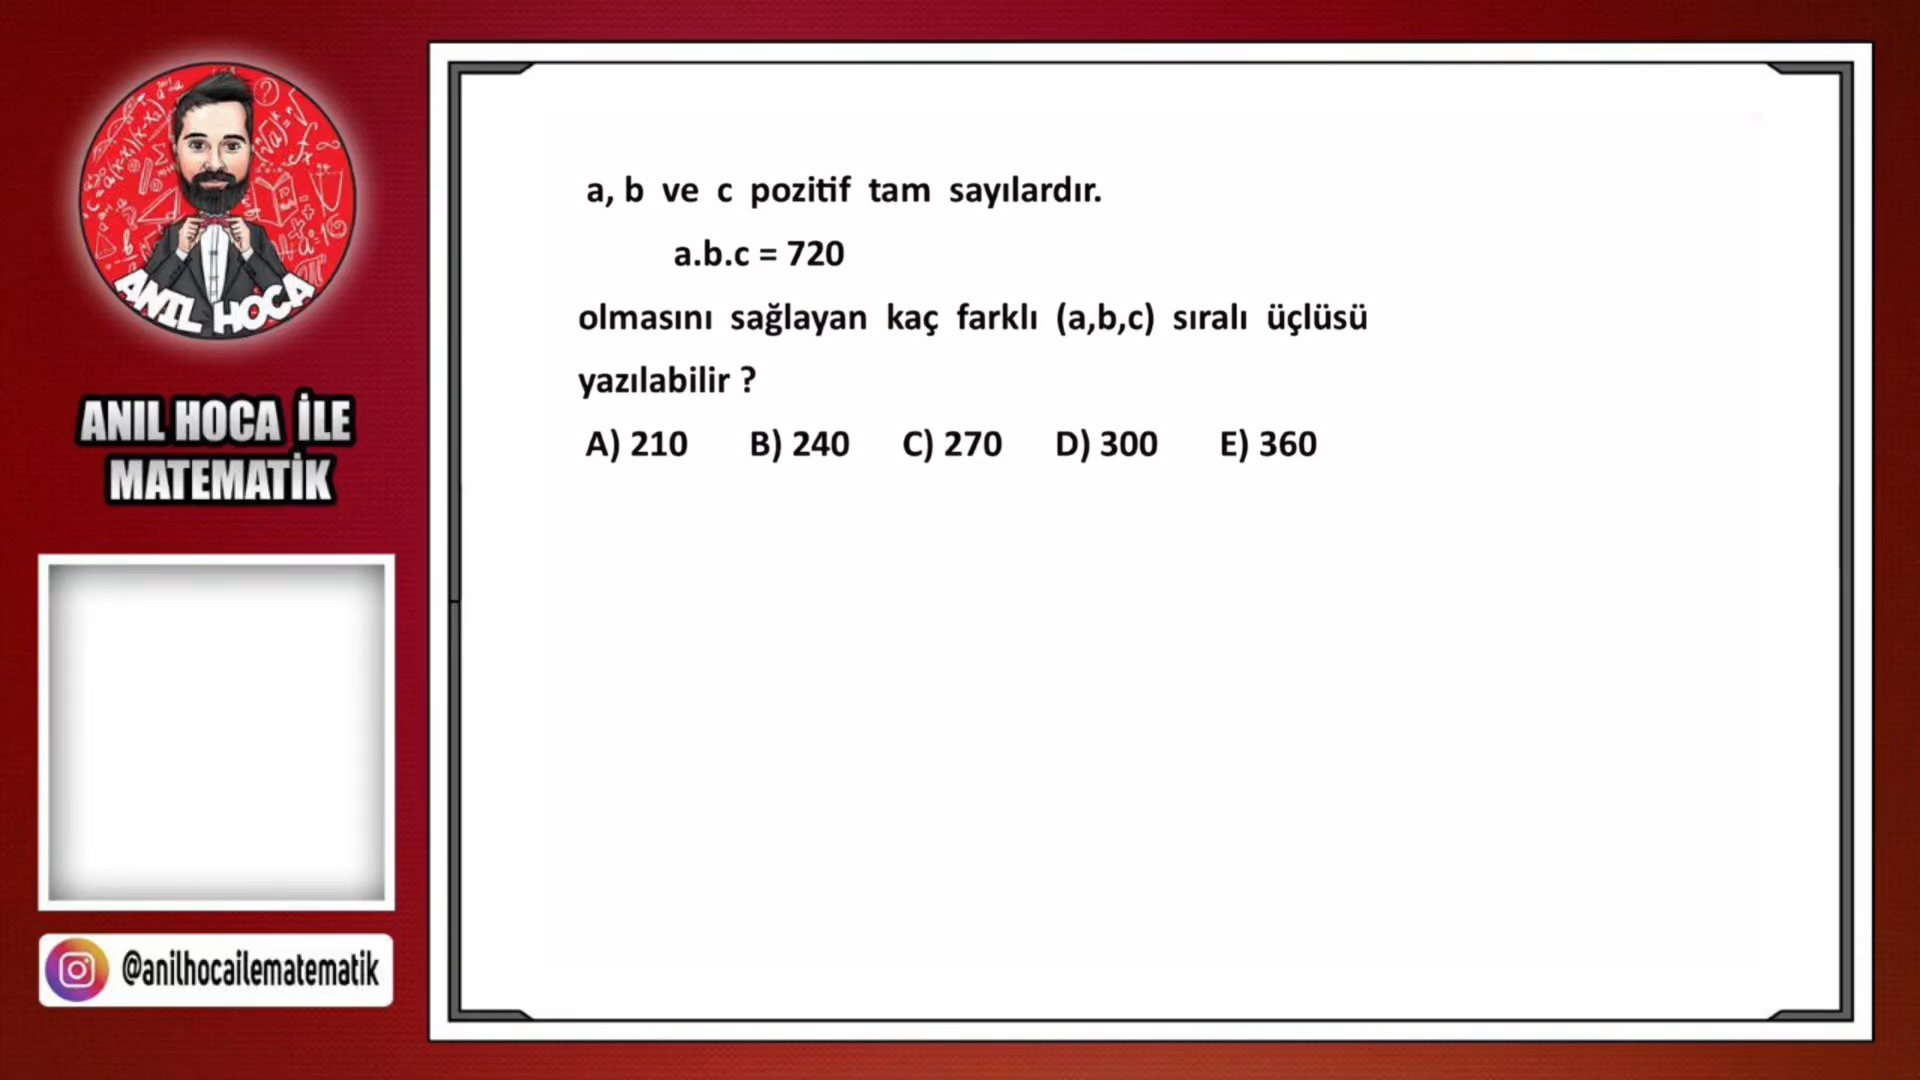 ANIL HOCA
ANIL HOCA İLE
MATEMATİK
@anilhocailematematik
a, b ve c pozitif tam sayılardır.
a.b.c = 720
olmasını sağlayan kaç farklı (a,b,c) sıralı üçlüsü
yazılabilir ?
A) 210 B) 240 C) 270 D) 300 E) 360